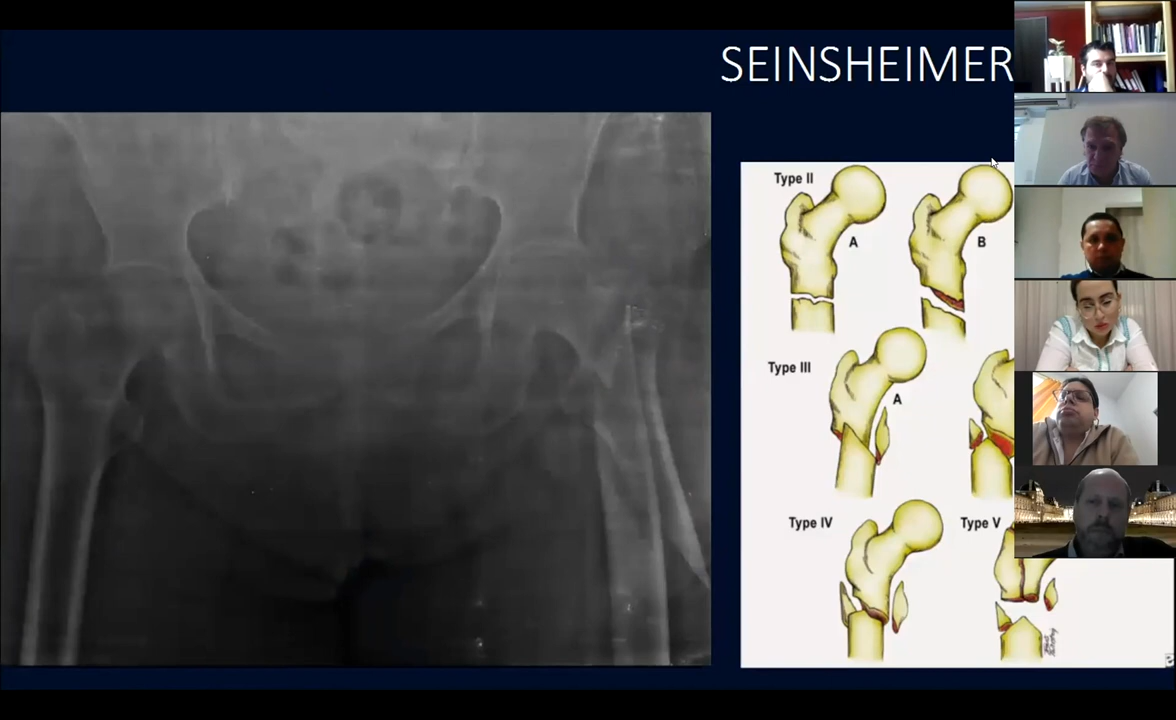 SEINSHEIMER
Type II
A
B
Type III
A
Type IV
Type V